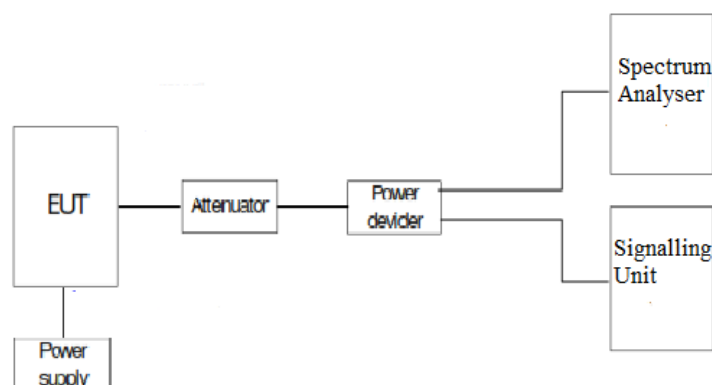 Spectrum
Analyser
EUT
Attenuator
Power
devider
Signalling
Unit
Power
supply